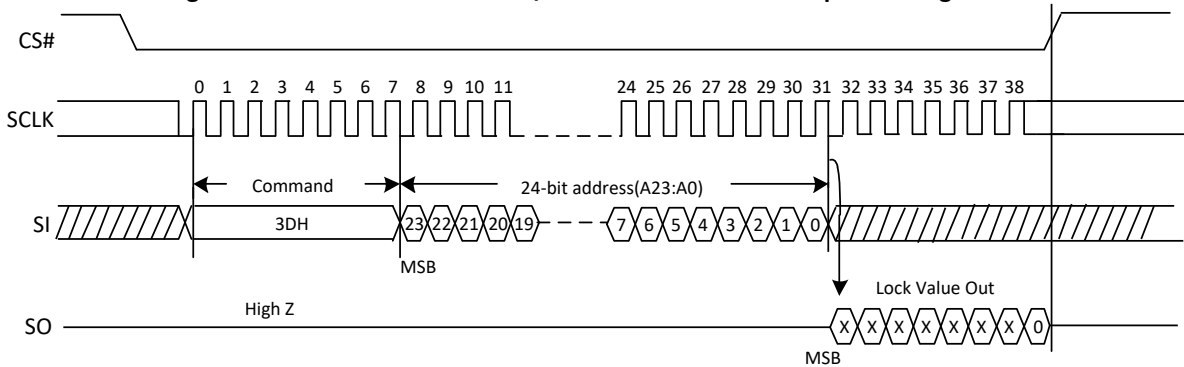 CS#
0 1 2 3 4 5 6 7 8 9 10 11 24 25 26 27 28 29 30 31 32 33 34 35 36 37 38
SCLK
Command 24-bit address(A23:A0)
SI 3DH 23 22 21 20 19 7 6 5 4 3 2 1 0
MSB
High Z Lock Value Out
SO X X X X X X X 0
MSB